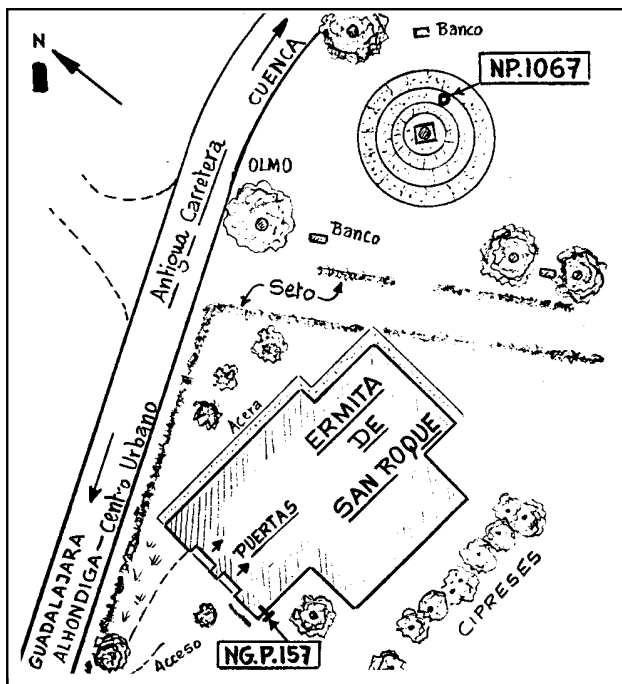 N
Banco
NP.1067
CUENCA
Antigua Carretera
OLMO
Banco
Seto
Acera
ERMITA
DE
SAN ROQUE
PUERTAS
CIPRESES
GUADALAJARA
ALHONDIGA - Centro Urbano
Acceso
NG.P.157